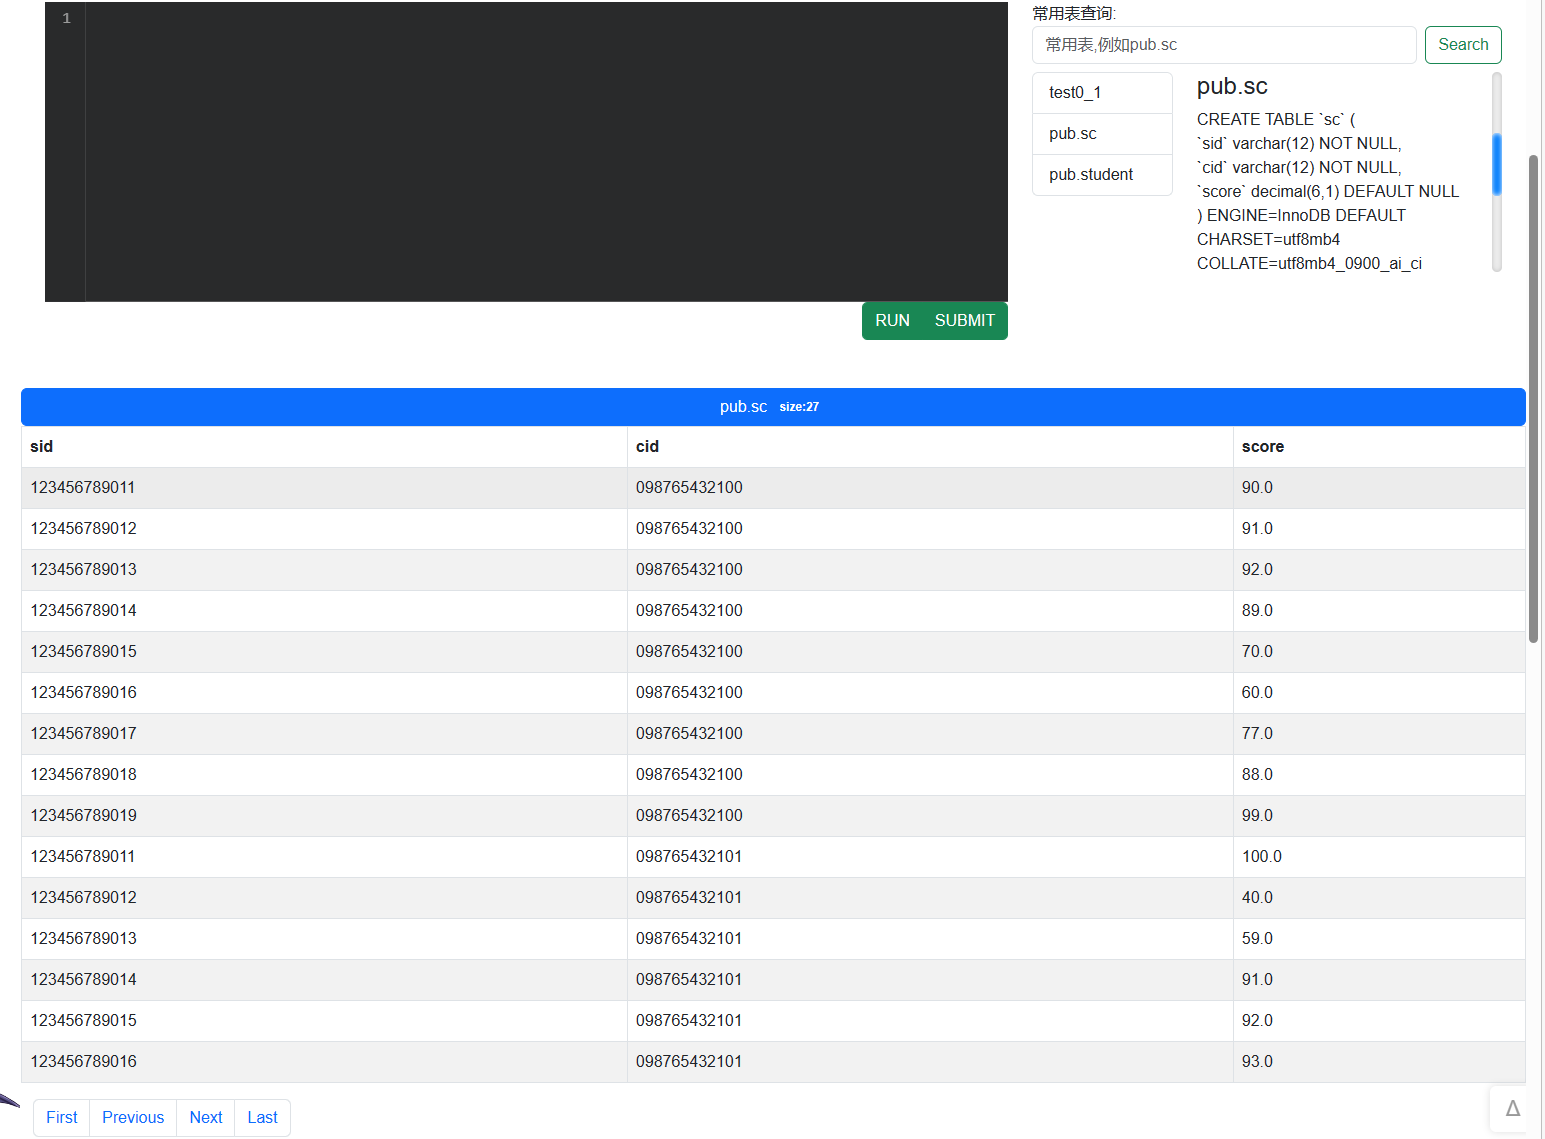 1
常用表查询:
常用表,例如pub.sc
Search
test0_1
pub.sc
pub.student
pub.sc
CREATE TABLE `sc` (
`sid` varchar(12) NOT NULL,
`cid` varchar(12) NOT NULL,
`score` decimal(6,1) DEFAULT NULL
) ENGINE=InnoDB DEFAULT
CHARSET=utf8mb4
COLLATE=utf8mb4_0900_ai_ci
RUN SUBMIT
pub.sc size:27
sid cid score
123456789011 098765432100 90.0
123456789012 098765432100 91.0
123456789013 098765432100 92.0
123456789014 098765432100 89.0
123456789015 098765432100 70.0
123456789016 098765432100 60.0
123456789017 098765432100 77.0
123456789018 098765432100 88.0
123456789019 098765432100 99.0
123456789011 098765432101 100.0
123456789012 098765432101 40.0
123456789013 098765432101 59.0
123456789014 098765432101 91.0
123456789015 098765432101 92.0
123456789016 098765432101 93.0
First Previous Next Last
Δ